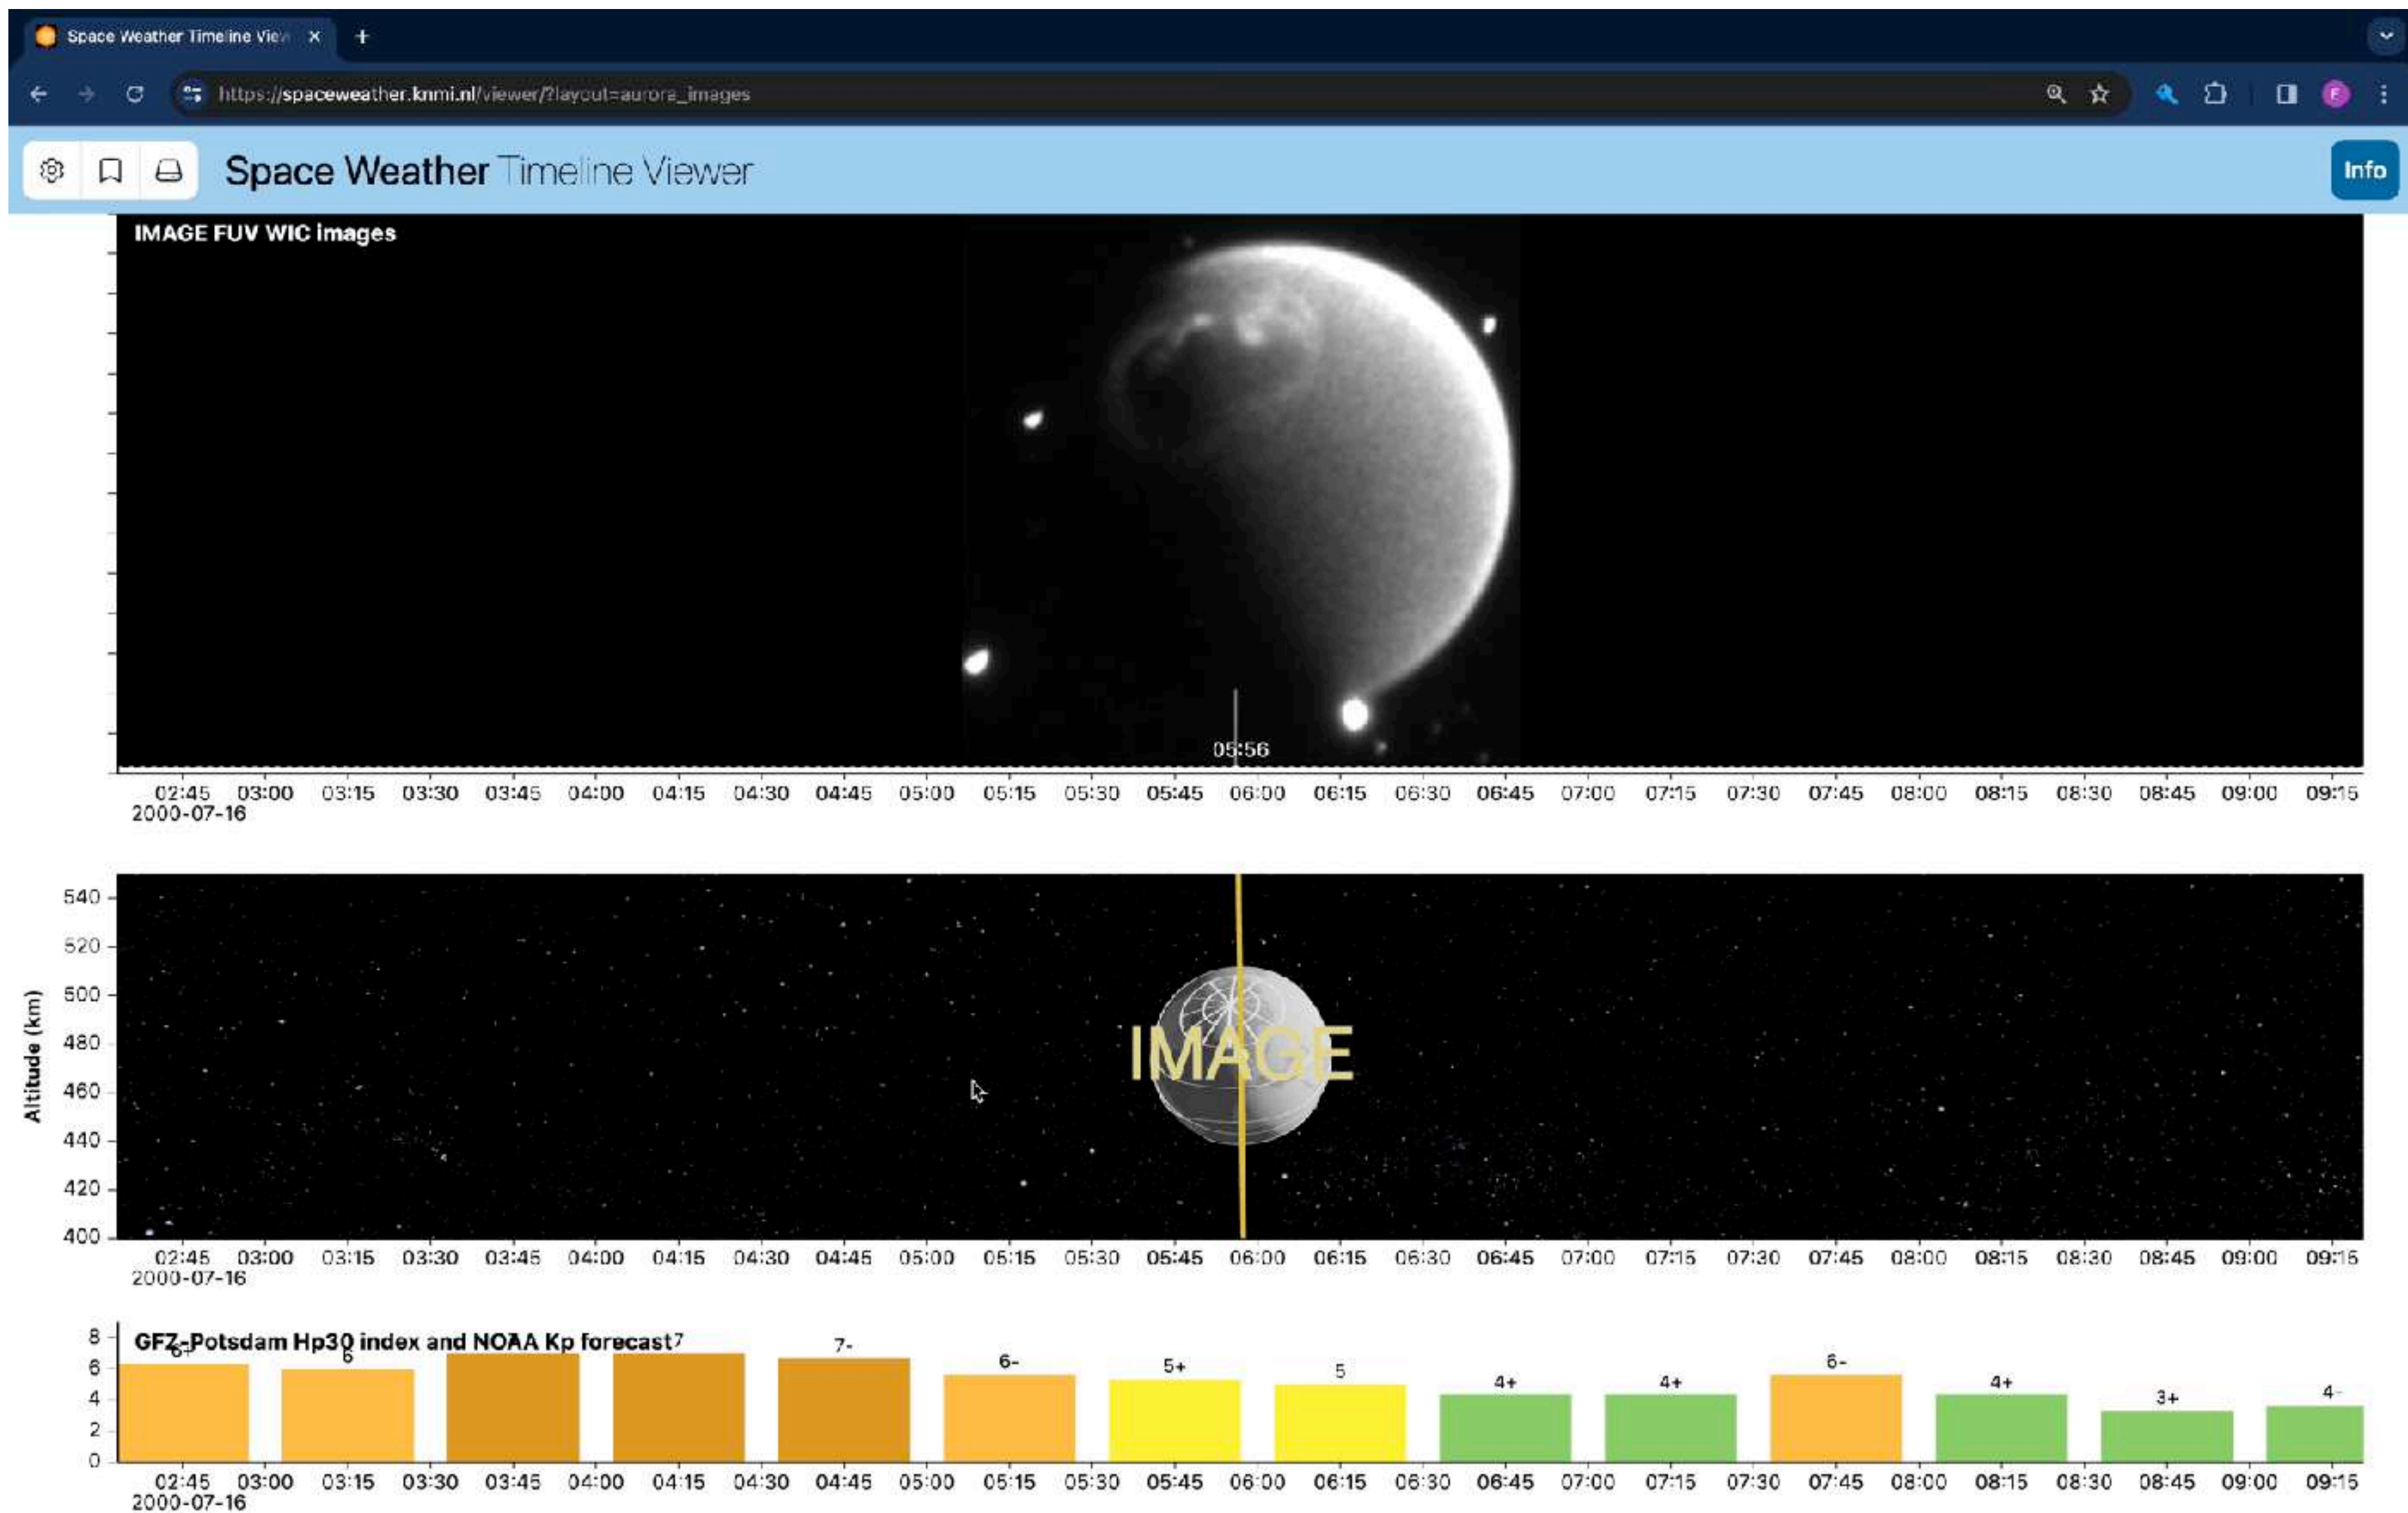 Space Weather Timeline View
https://spaceweather.knmi.nl/viewer/?layout=aurora_images
Space Weather Timeline Viewer
Info
IMAGE FUV WIC images
05:56
02:45 03:00 03:15 03:30 03:45 04:00 04:15 04:30 04:45 05:00 05:15 05:30 05:45 06:00 06:15 06:30 06:45 07:00 07:15 07:30 07:45 08:00 08:15 08:30 08:45 09:00 09:15
2000-07-16
Altitude (km)
540
520
500
480
460
440
420
400
IMAGE
02:45 03:00 03:15 03:30 03:45 04:00 04:15 04:30 04:45 05:00 05:15 05:30 05:45 06:00 06:15 06:30 06:45 07:00 07:15 07:30 07:45 08:00 08:15 08:30 08:45 09:00 09:15
2000-07-16
GFZ-Potsdam Hp30 index and NOAA Kp forecast
8
6
4
2
0
6+ 6 7 7- 6- 5+ 5 4+ 4+ 6- 4+ 3+ 4-
02:45 03:00 03:15 03:30 03:45 04:00 04:15 04:30 04:45 05:00 05:15 05:30 05:45 06:00 06:15 06:30 06:45 07:00 07:15 07:30 07:45 08:00 08:15 08:30 08:45 09:00 09:15
2000-07-16